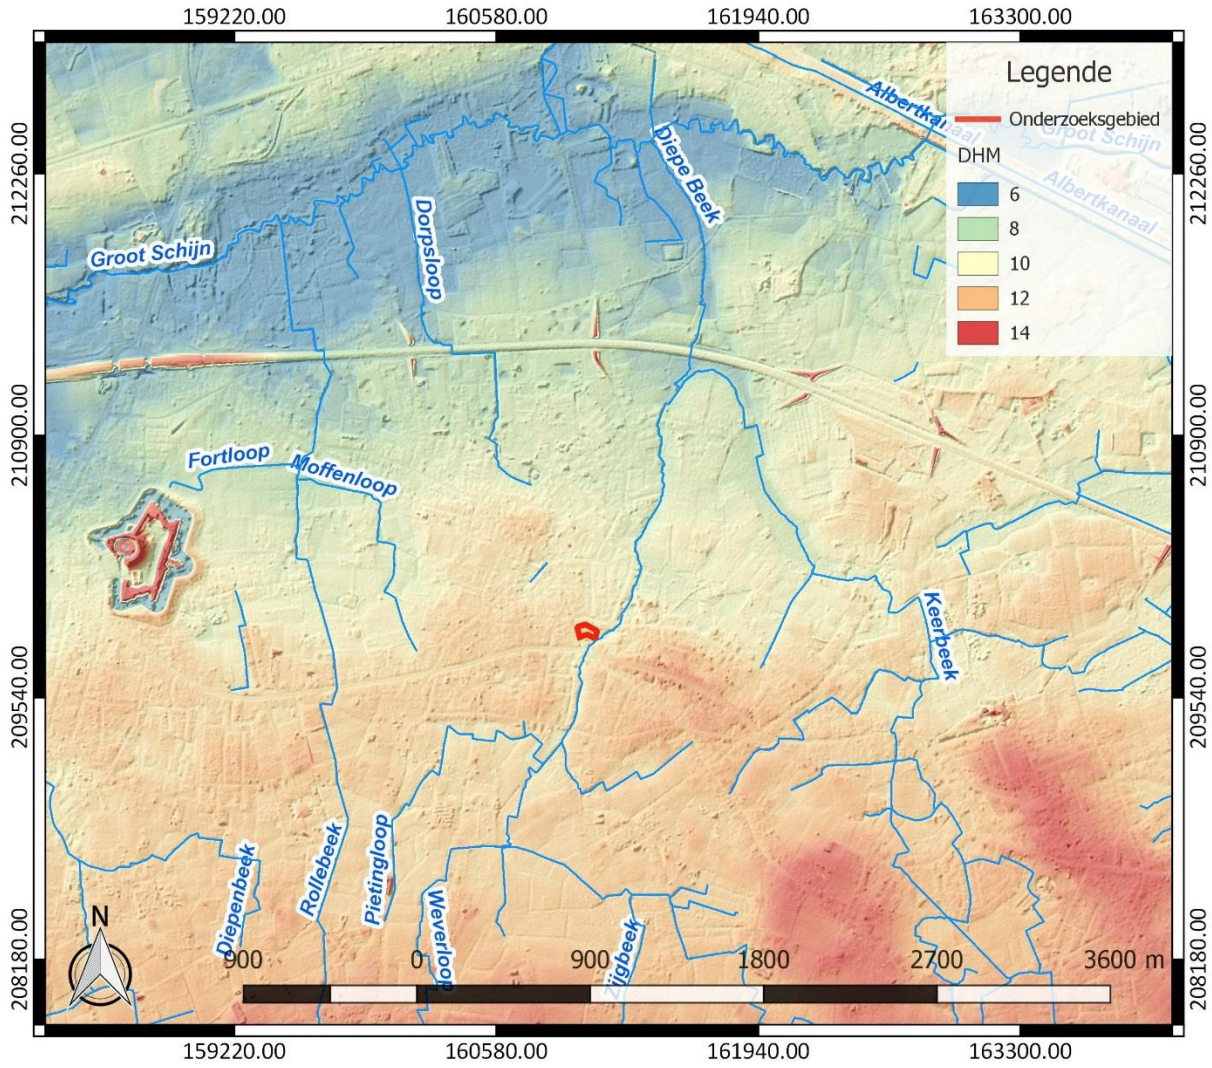 159220.00 160580.00 161940.00 163300.00
Legende
Onderzoeksgebied
DHM
6
8
10
12
14
Albertkanaal
Groot Schijn
Albertkanaal
Diepe Beek
Dorpsloop
Groot Schijn
Fortloop
Moffenloop
Keerbeek
Diepenbeek
Rollebeek
Pietingloop
Weverloop
Zijgbeek
N
900 0 900 1800 2700 3600 m
212260.00
210900.00
209540.00
208180.00
212260.00
210900.00
209540.00
208180.00
159220.00 160580.00 161940.00 163300.00